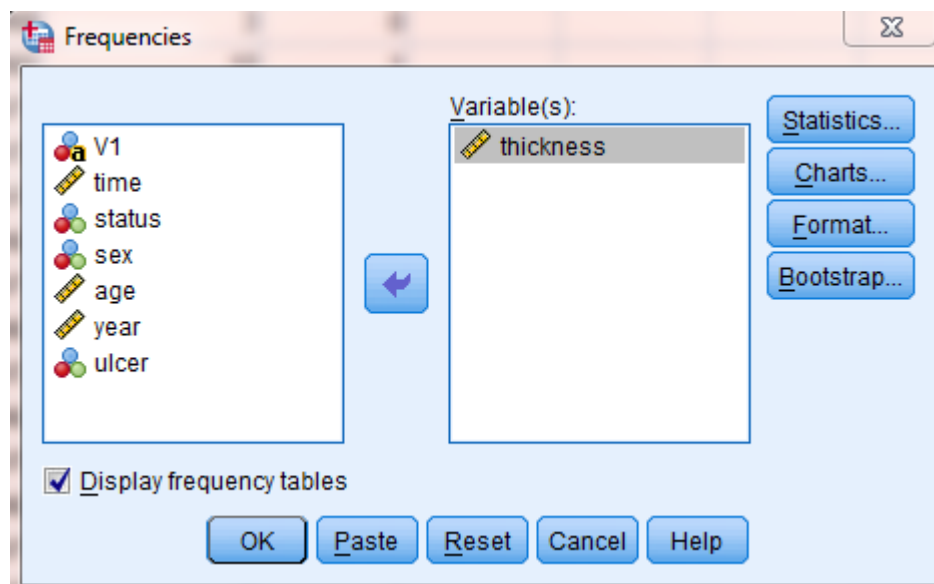 Frequencies
Variable(s):
a V1
time
status
sex
age
year
ulcer
thickness
Statistics...
Charts...
Format...
Bootstrap...
Display frequency tables
OK Paste Reset Cancel Help